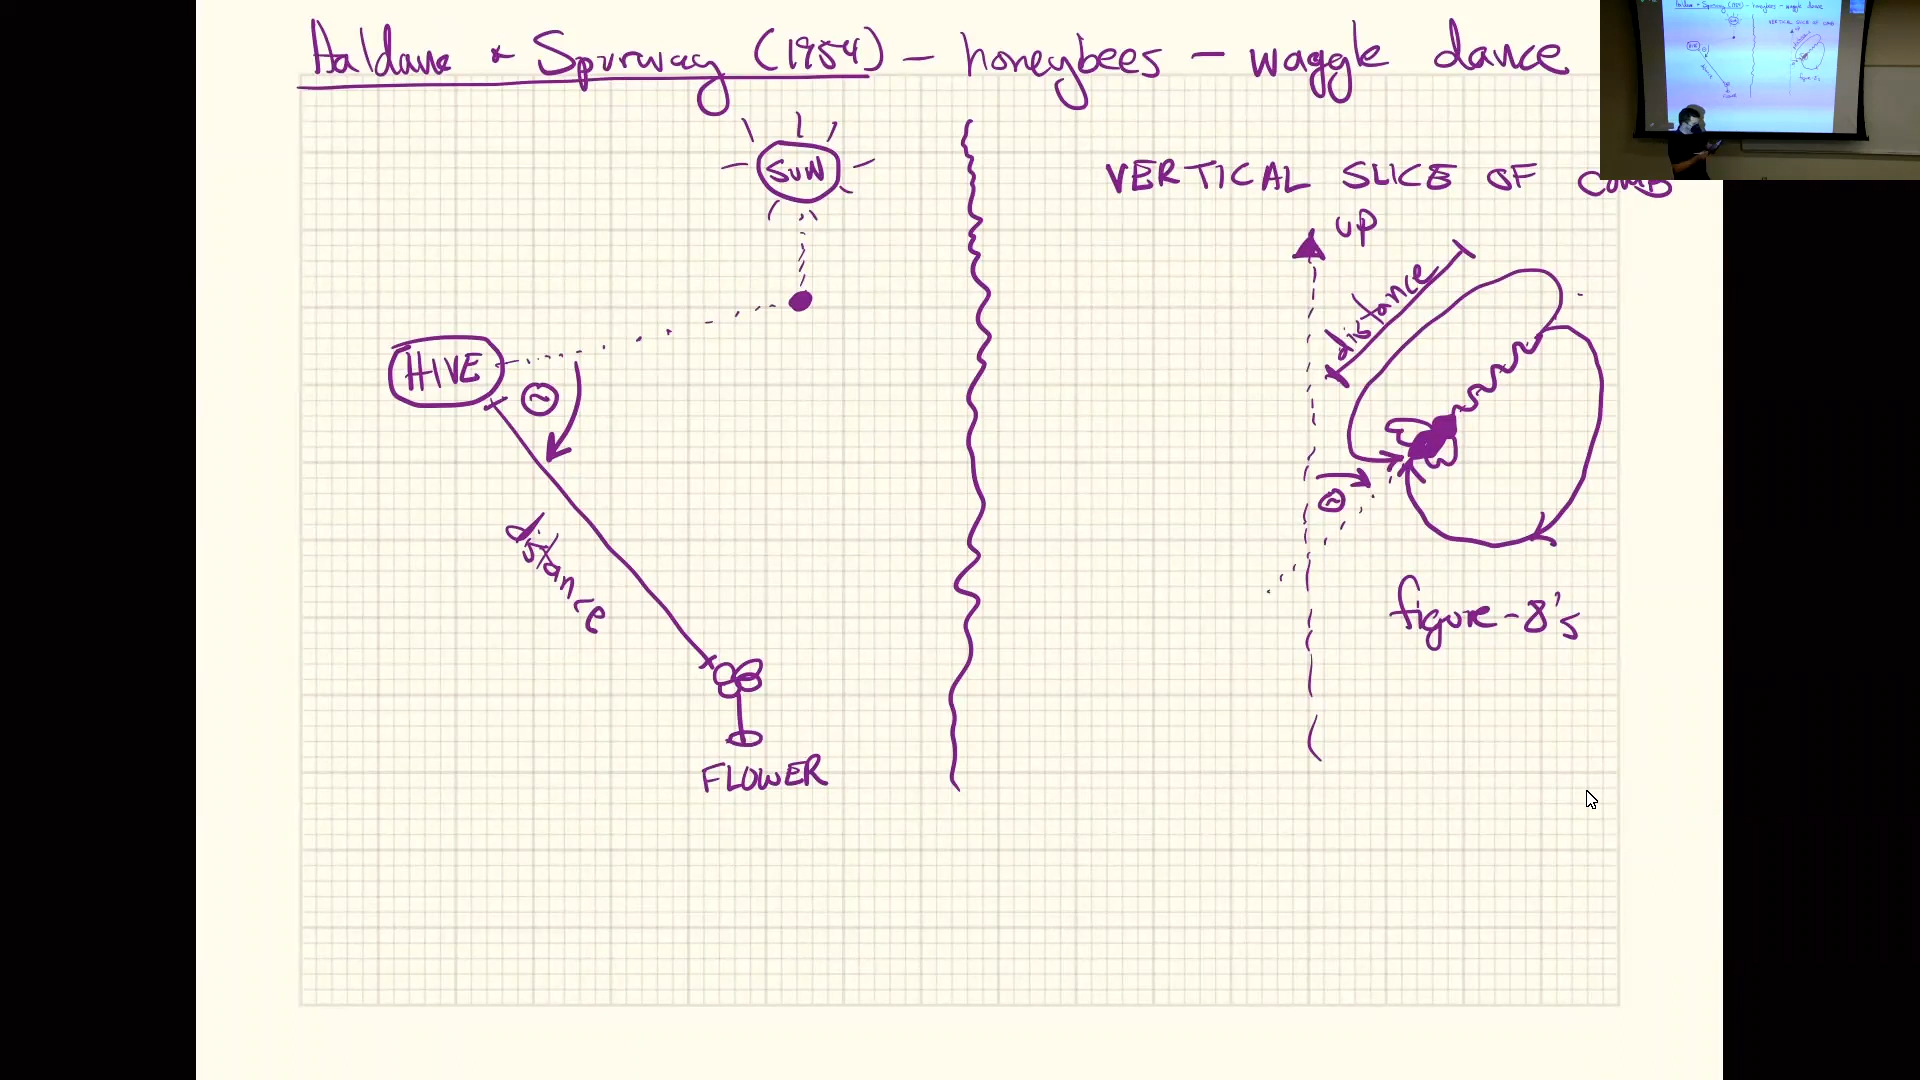 Haldane & Spurway (1954) – honeybees – waggle dance
SUN
HIVE
distance
FLOWER
VERTICAL SLICE OF COMB
UP
distance
figure-8's